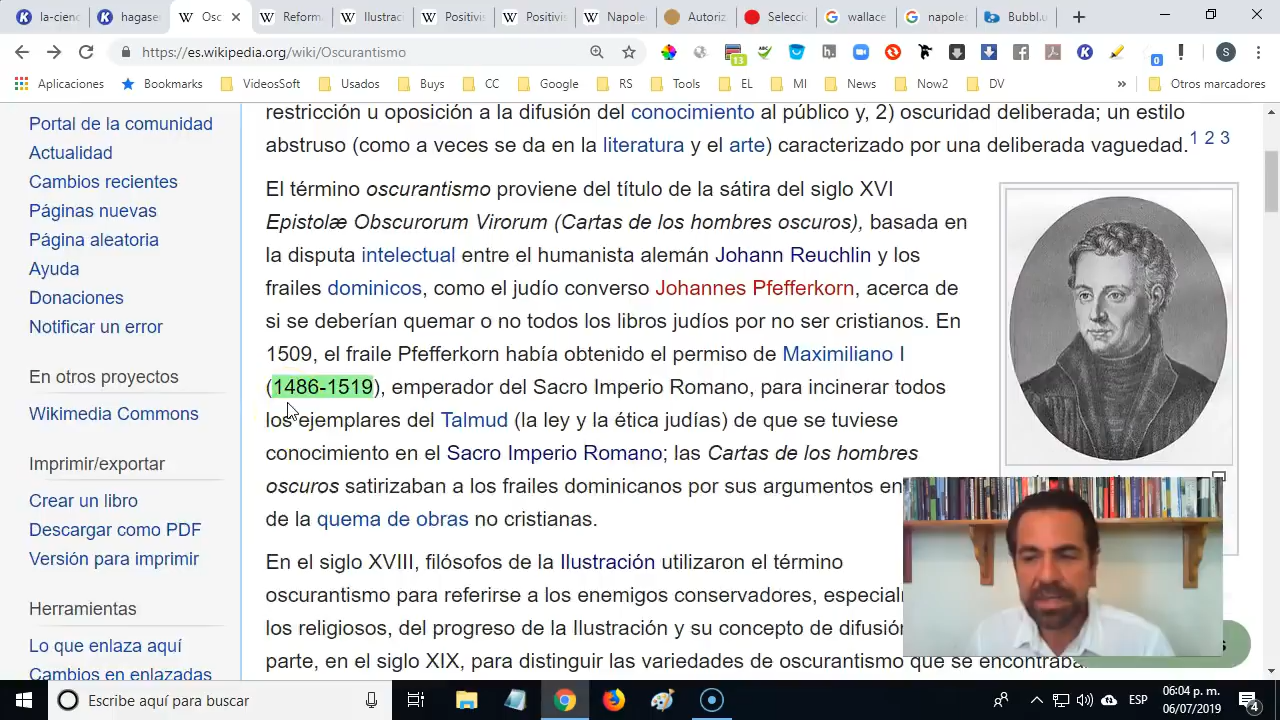 la-cienc
hagaser
Osc
Reform
Ilustraci
Positivis
Positivi
Napole
Autoriz
Selecció
wallace
napoleo
Bubbl.u
https://es.wikipedia.org/wiki/Oscurantismo
13
0
S
Aplicaciones
Bookmarks
VideosSoft
Usados
Buys
CC
Google
RS
Tools
EL
MI
News
Now2
DV
»
Otros marcadores
restricción u oposición a la difusión del conocimiento al público y, 2) oscuridad deliberada; un estilo
abstruso (como a veces se da en la literatura y el arte) caracterizado por una deliberada vaguedad.1 2 3
El término oscurantismo proviene del título de la sátira del siglo XVI
Epistolæ Obscurorum Virorum (Cartas de los hombres oscuros), basada en
la disputa intelectual entre el humanista alemán Johann Reuchlin y los
frailes dominicos, como el judío converso Johannes Pfefferkorn, acerca de
si se deberían quemar o no todos los libros judíos por no ser cristianos. En
1509, el fraile Pfefferkorn había obtenido el permiso de Maximiliano I
(1486-1519), emperador del Sacro Imperio Romano, para incinerar todos
los ejemplares del Talmud (la ley y la ética judías) de que se tuviese
conocimiento en el Sacro Imperio Romano; las Cartas de los hombres
oscuros satirizaban a los frailes dominicanos por sus argumentos en
de la quema de obras no cristianas.
En el siglo XVIII, filósofos de la Ilustración utilizaron el término
oscurantismo para referirse a los enemigos conservadores, especial
los religiosos, del progreso de la Ilustración y su concepto de difusió
parte, en el siglo XIX, para distinguir las variedades de oscurantismo que se encontraba
Portal de la comunidad
Actualidad
Cambios recientes
Páginas nuevas
Página aleatoria
Ayuda
Donaciones
Notificar un error
En otros proyectos
Wikimedia Commons
Imprimir/exportar
Crear un libro
Descargar como PDF
Versión para imprimir
Herramientas
Lo que enlaza aquí
Cambios en enlazadas
Escribe aquí para buscar
ESP
06:04 p. m.
06/07/2019
4